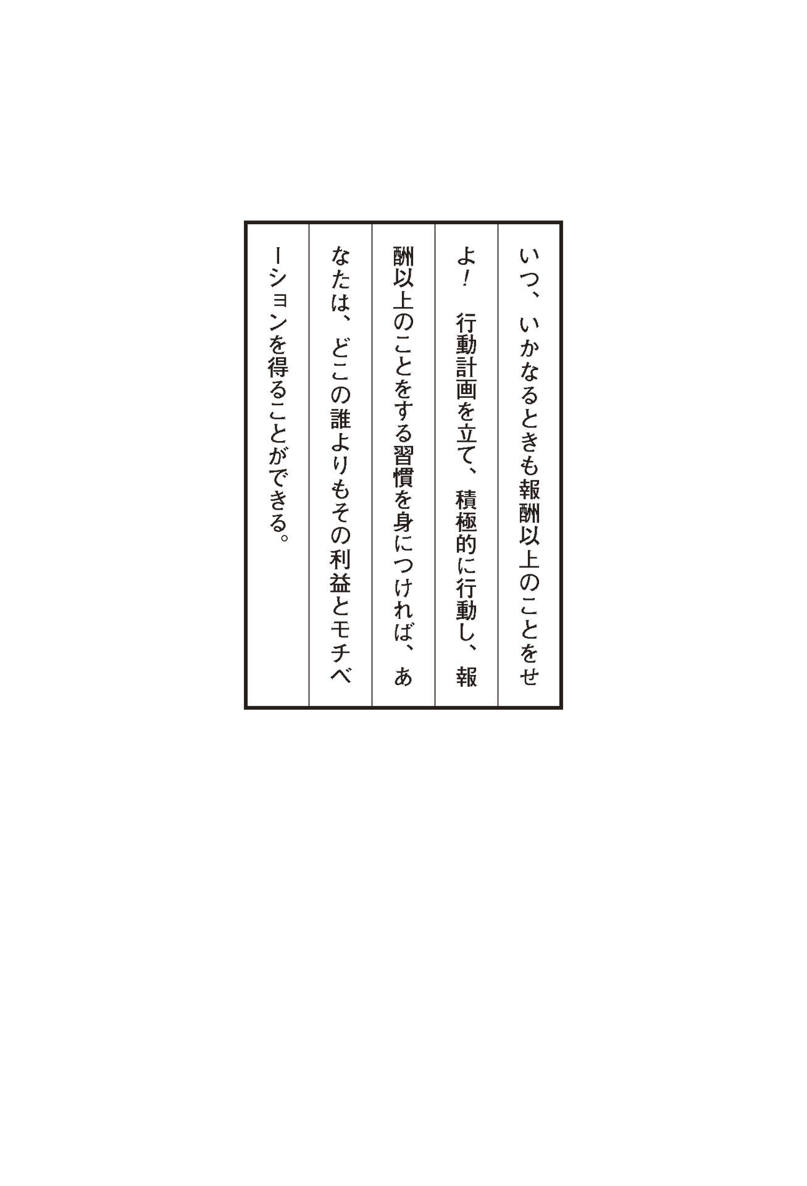 いつ、いかなるときも報酬以上のことをせ
よ！　行動計画を立て、積極的に行動し、報
酬以上のことをする習慣を身につければ、あ
なたは、どこの誰よりもその利益とモチベ
ーションを得ることができる。